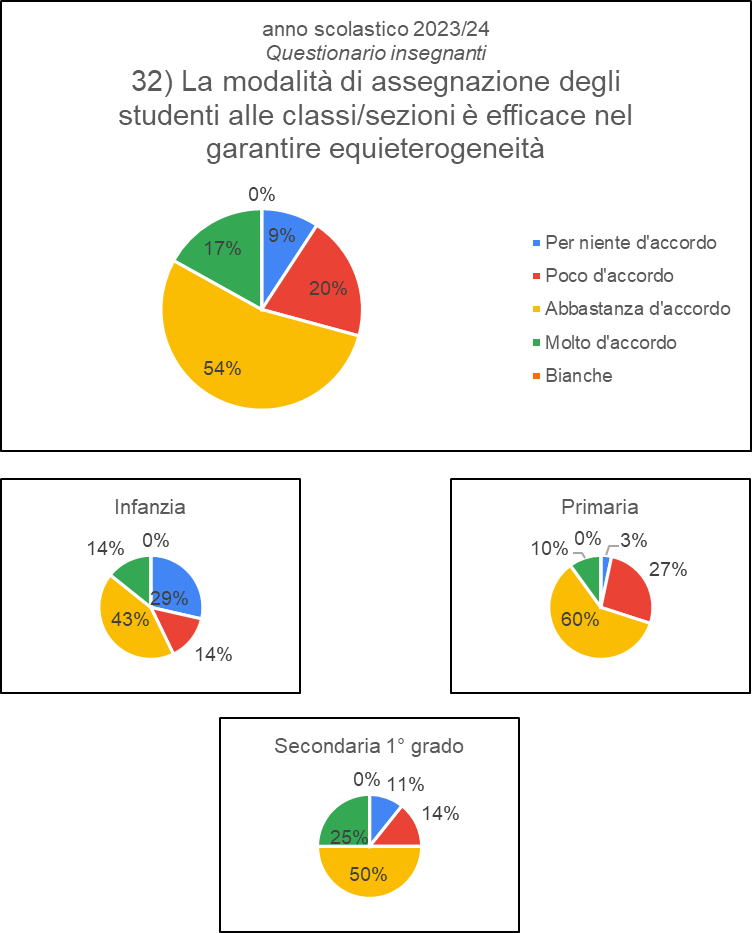 anno scolastico 2023/24
Questionario insegnanti
32) La modalità di assegnazione degli
studenti alle classi/sezioni è efficace nel
garantire equieterogeneità
0%
9%
17%
20%
54%
Per niente d'accordo
Poco d'accordo
Abbastanza d'accordo
Molto d'accordo
Bianche
Infanzia
0%
14%
29%
43%
14%
Primaria
0%
3%
10%
27%
60%
Secondaria 1° grado
0%
11%
14%
25%
50%